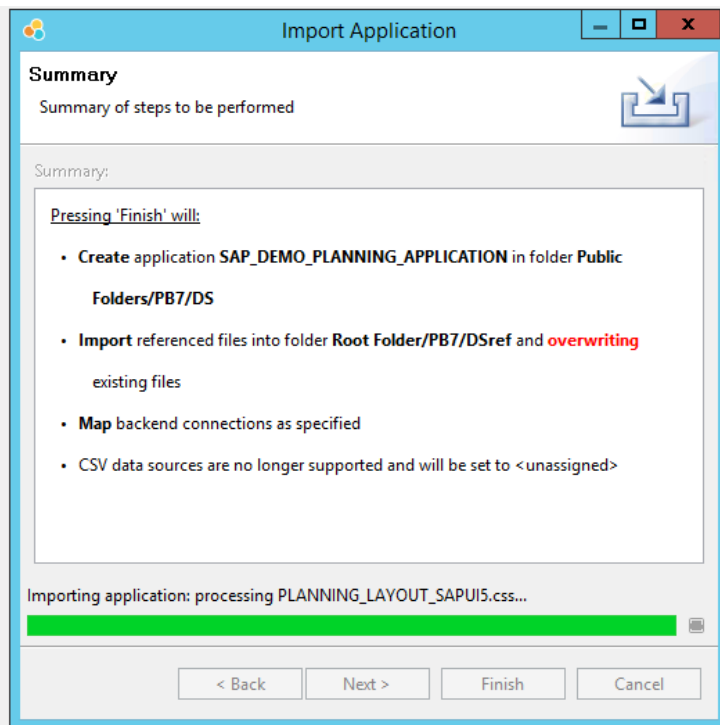 Import Application
Summary
Summary of steps to be performed
Summary:
Pressing 'Finish' will:
• Create application SAP_DEMO_PLANNING_APPLICATION in folder Public
Folders/PB7/DS
• Import referenced files into folder Root Folder/PB7/DSref and overwriting
existing files
• Map backend connections as specified
• CSV data sources are no longer supported and will be set to <unassigned>
Importing application: processing PLANNING_LAYOUT_SAPUI5.css...
< Back Next > Finish Cancel